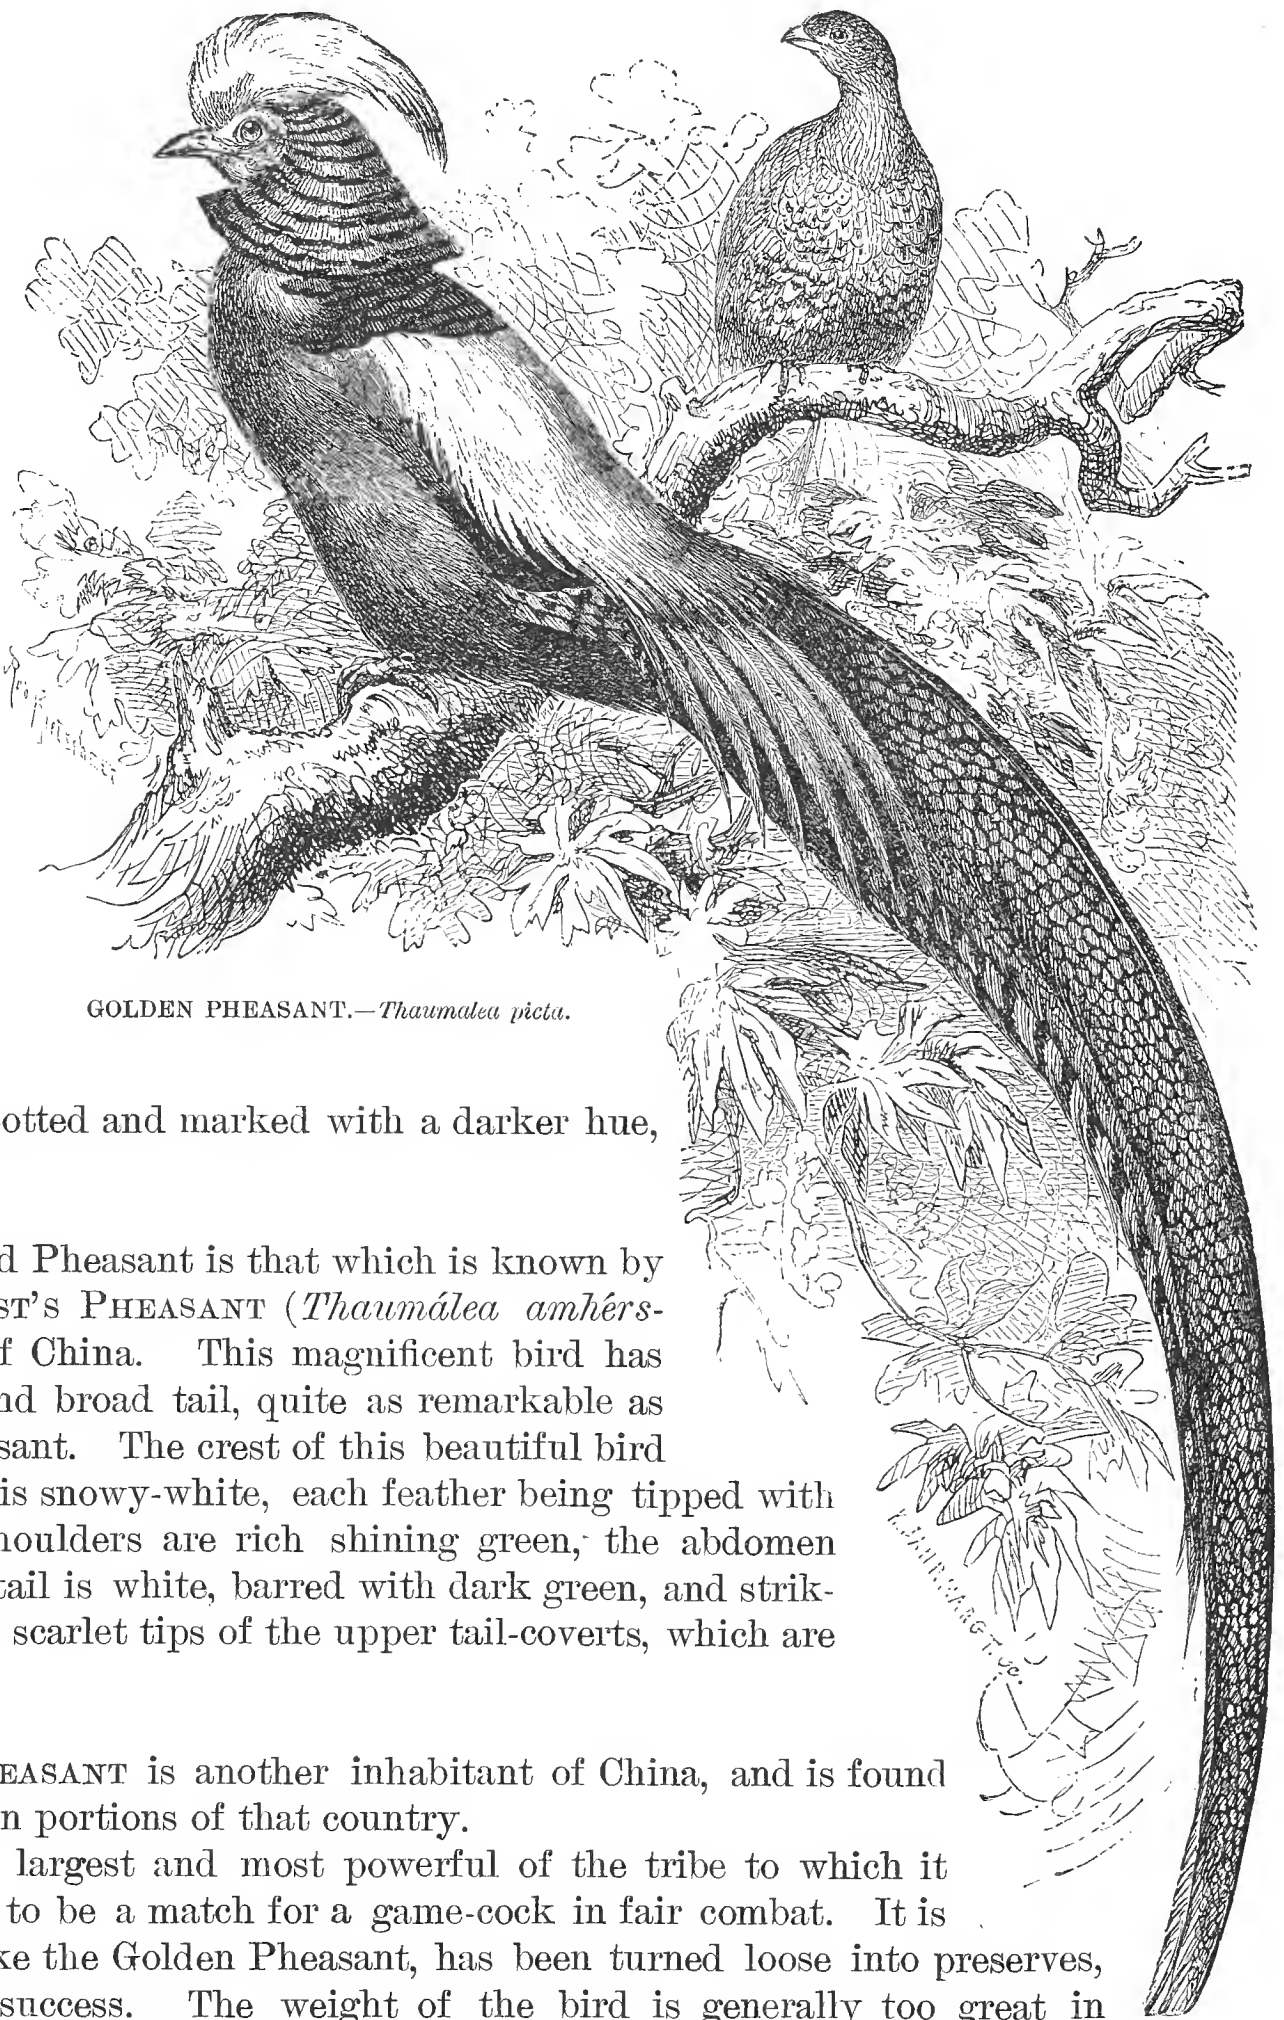 GOLDEN PHEASANT.—Thaumalea picta.
otted and marked with a darker hue,
d Pheasant is that which is known by
ST'S PHEASANT (Thaumálea amhérs-
f China. This magnificent bird has
nd broad tail, quite as remarkable as
sant. The crest of this beautiful bird
is snowy-white, each feather being tipped with
houlders are rich shining green, the abdomen
tail is white, barred with dark green, and strik-
scarlet tips of the upper tail-coverts, which are
EASANT is another inhabitant of China, and is found
n portions of that country.
largest and most powerful of the tribe to which it
to be a match for a game-cock in fair combat. It is
ke the Golden Pheasant, has been turned loose into preserves,
success. The weight of the bird is generally too great in